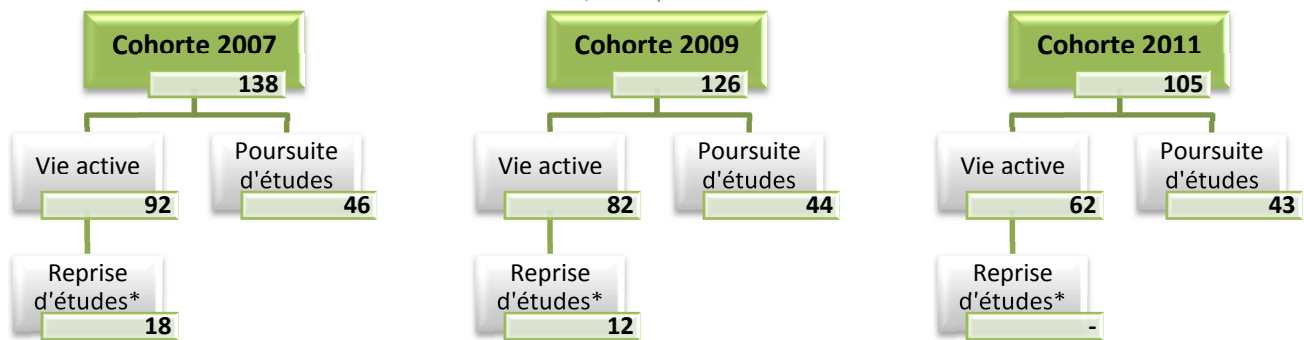 Cohorte 2007
138
Vie active
92
Poursuite
d'études
46
Reprise
d'études*
18
Cohorte 2009
126
Vie active
82
Poursuite
d'études
44
Reprise
d'études*
12
Cohorte 2011
105
Vie active
62
Poursuite
d'études
43
Reprise
d'études*
-